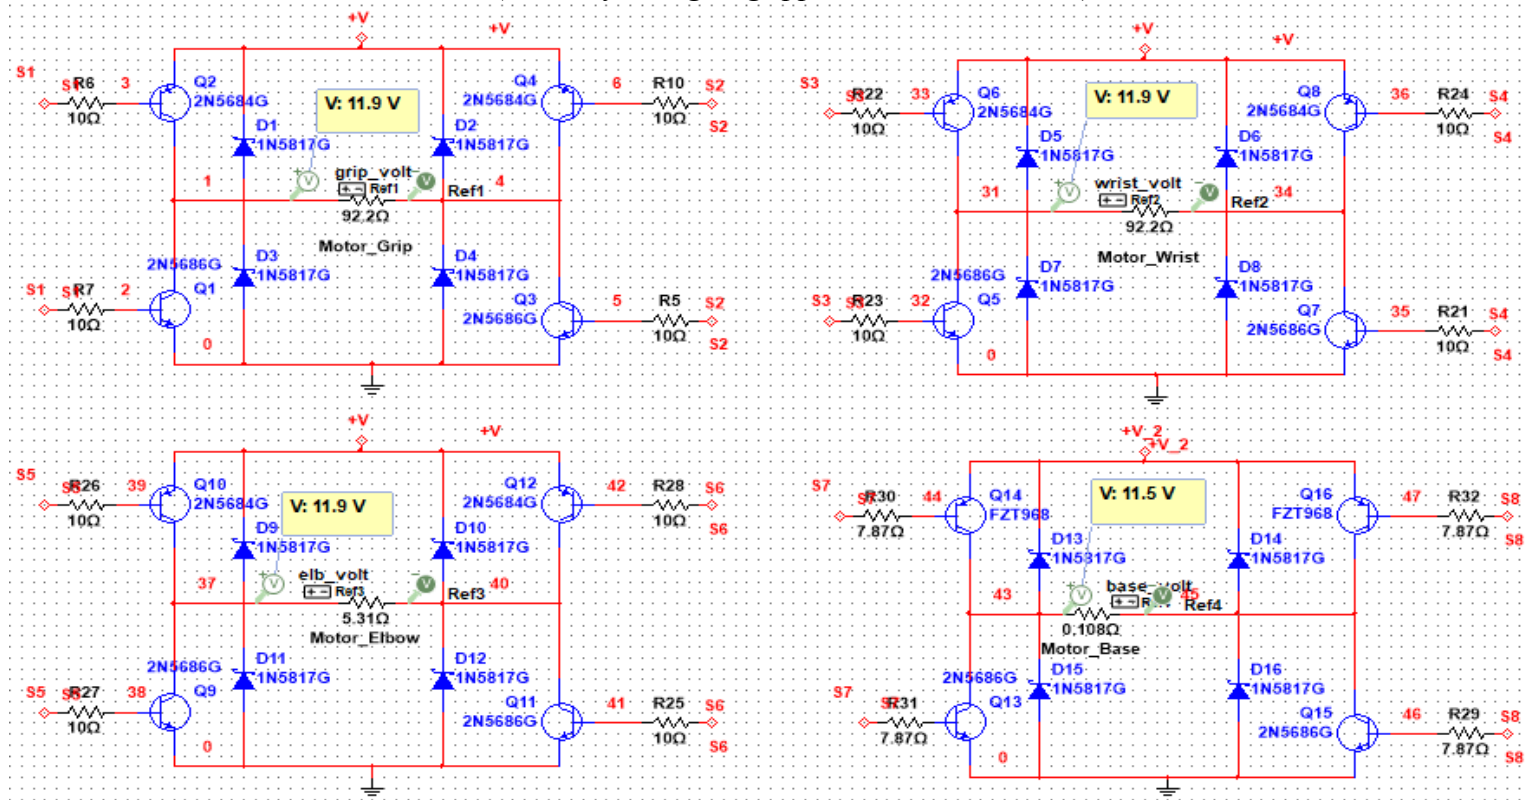 +V
+V
S1
R6
3
10Ω
Q2
2N5684G
V: 11.9 V
Q4
2N5684G
6
R10
S2
10Ω
S2
D1
1N5817G
D2
1N5817G
1
grip_volt
Ref1
4
Ref1
92.2Ω
Motor_Grip
D3
1N5817G
D4
1N5817G
2N5686G
S1
R7
2
Q1
10Ω
Q3
2N5686G
5
R5
S2
10Ω
S2
0
+V
+V
S3
R22
33
10Ω
Q6
2N5684G
V: 11.9 V
Q8
2N5684G
36
R24
S4
10Ω
S4
D5
1N5817G
D6
1N5817G
31
wrist_volt
Ref2
34
Ref2
92.2Ω
Motor_Wrist
D7
1N5817G
D8
1N5817G
2N5686G
S3
R23
32
Q5
10Ω
Q7
2N5686G
35
R21
S4
10Ω
S4
0
+V
+V
S5
R26
39
10Ω
Q10
2N5684G
V: 11.9 V
Q12
2N5684G
42
R28
S6
10Ω
S6
D9
1N5817G
D10
1N5817G
37
elb_volt
Ref3
40
Ref3
5.31Ω
Motor_Elbow
D11
1N5817G
D12
1N5817G
2N5686G
S5
R27
38
Q9
10Ω
Q11
2N5686G
41
R25
S6
10Ω
S6
0
+V_2
+V_2
S7
R30
44
7.87Ω
Q14
FZT968
V: 11.5 V
Q16
FZT968
47
R32
S8
7.87Ω
S8
D13
1N5817G
D14
1N5817G
43
base_volt
45
Ref4
0.108Ω
Motor_Base
D15
1N5817G
D16
1N5817G
2N5686G
S7
R31
7.87Ω
Q13
Q15
2N5686G
46
R29
S8
7.87Ω
S8
0